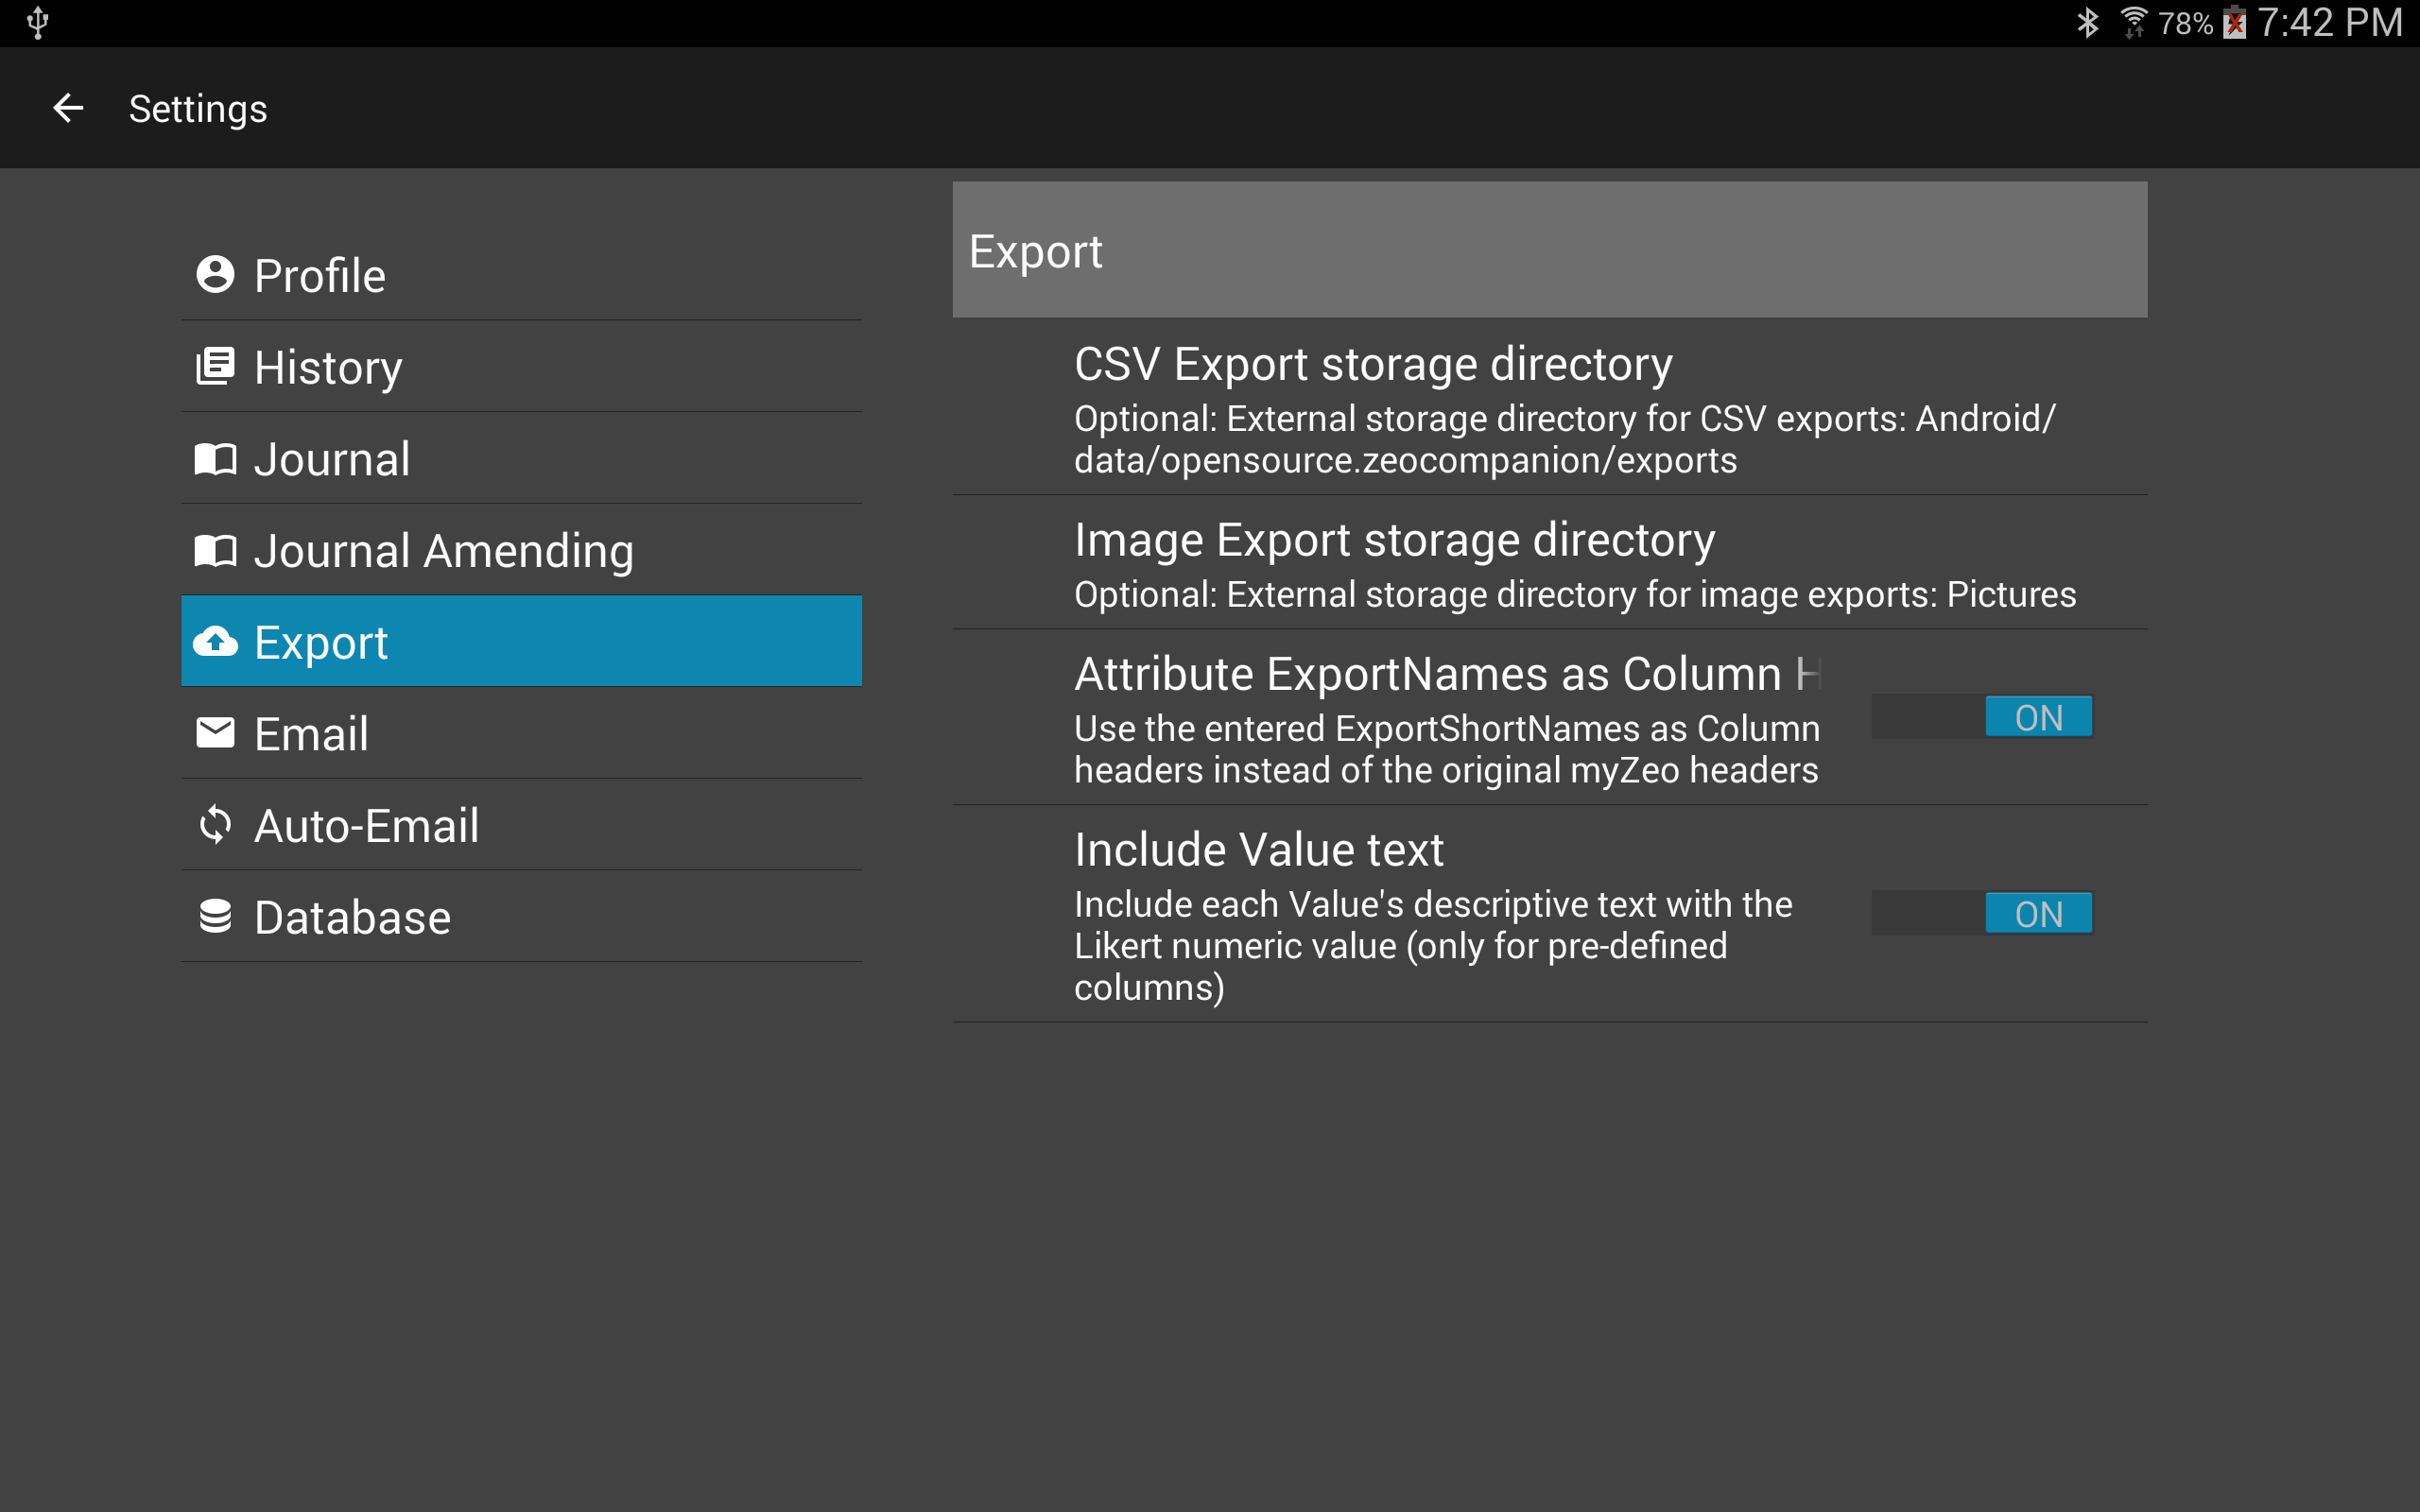 78% 7:42 PM
Settings
Profile
History
Journal
Journal Amending
Export
Email
Auto-Email
Database
Export
CSV Export storage directory
Optional: External storage directory for CSV exports: Android/
data/opensource.zeocompanion/exports
Image Export storage directory
Optional: External storage directory for image exports: Pictures
Attribute ExportNames as Column H
Use the entered ExportShortNames as Column
headers instead of the original myZeo headers
ON
Include Value text
Include each Value's descriptive text with the
Likert numeric value (only for pre-defined
columns)
ON